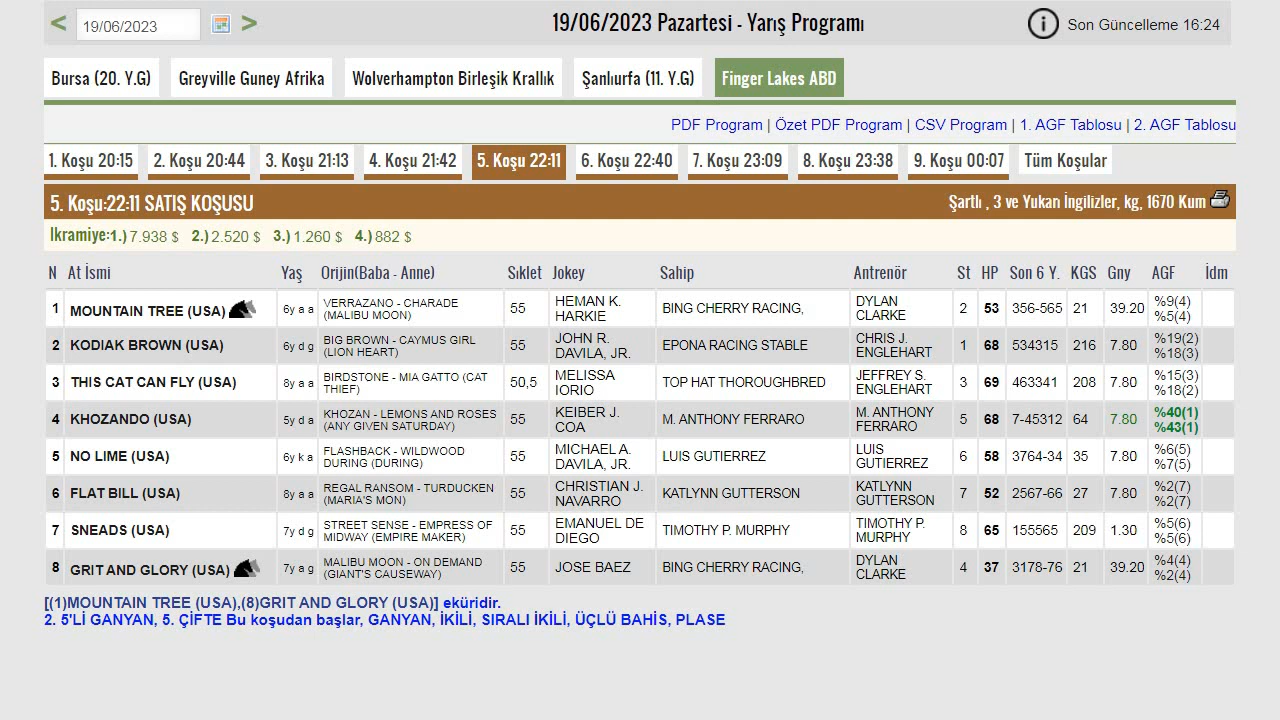 < 19/06/2023 > 19/06/2023 Pazartesi - Yarış Programı Son Güncelleme 16:24
Bursa (20. Y.G) Greyville Guney Afrika Wolverhampton Birleşik Krallık Şanlıurfa (11. Y.G) Finger Lakes ABD
PDF Program | Özet PDF Program | CSV Program | 1. AGF Tablosu | 2. AGF Tablosu
1. Koşu 20:15 2. Koşu 20:44 3. Koşu 21:13 4. Koşu 21:42 5. Koşu 22:11 6. Koşu 22:40 7. Koşu 23:09 8. Koşu 23:38 9. Koşu 00:07 Tüm Koşular
5. Koşu:22:11 SATIŞ KOŞUSU Şartlı , 3 ve Yukarı İngilizler, kg, 1670 Kum
İkramiye:1.) 7.938 $ 2.) 2.520 $ 3.) 1.260 $ 4.) 882 $
N At İsmi Yaş Orijin(Baba - Anne) Sıklet Jokey Sahip Antrenör St HP Son 6 Y. KGS Gny AGF İdm
1 MOUNTAIN TREE (USA) 6y a a VERRAZANO - CHARADE (MALIBU MOON) 55 HEMAN K. HARKIE BING CHERRY RACING, DYLAN CLARKE 2 53 356-565 21 39.20 %9(4) %5(4)
2 KODIAK BROWN (USA) 6y d g BIG BROWN - CAYMUS GIRL (LION HEART) 55 JOHN R. DAVILA, JR. EPONA RACING STABLE CHRIS J. ENGLEHART 1 68 534315 216 7.80 %19(2) %18(3)
3 THIS CAT CAN FLY (USA) 8y a a BIRDSTONE - MIA GATTO (CAT THIEF) 50,5 MELISSA IORIO TOP HAT THOROUGHBRED JEFFREY S. ENGLEHART 3 69 463341 208 7.80 %15(3) %18(2)
4 KHOZANDO (USA) 5y d a KHOZAN - LEMONS AND ROSES (ANY GIVEN SATURDAY) 55 KEIBER J. COA M. ANTHONY FERRARO M. ANTHONY FERRARO 5 68 7-45312 64 7.80 %40(1) %43(1)
5 NO LIME (USA) 6y k a FLASHBACK - WILDWOOD DURING (DURING) 55 MICHAEL A. DAVILA, JR. LUIS GUTIERREZ LUIS GUTIERREZ 6 58 3764-34 35 7.80 %6(5) %7(5)
6 FLAT BILL (USA) 8y a a REGAL RANSOM - TURDUCKEN (MARIA'S MON) 55 CHRISTIAN J. NAVARRO KATLYNN GUTTERSON KATLYNN GUTTERSON 7 52 2567-66 27 7.80 %2(7) %2(7)
7 SNEADS (USA) 7y d g STREET SENSE - EMPRESS OF MIDWAY (EMPIRE MAKER) 55 EMANUEL DE DIEGO TIMOTHY P. MURPHY TIMOTHY P. MURPHY 8 65 155565 209 1.30 %5(6) %5(6)
8 GRIT AND GLORY (USA) 7y a g MALIBU MOON - ON DEMAND (GIANT'S CAUSEWAY) 55 JOSE BAEZ BING CHERRY RACING, DYLAN CLARKE 4 37 3178-76 21 39.20 %4(4) %2(4)
[(1)MOUNTAIN TREE (USA),(8)GRIT AND GLORY (USA)] eküridir.
2. 5'Lİ GANYAN, 5. ÇİFTE Bu koşudan başlar, GANYAN, İKİLİ, SIRALI İKİLİ, ÜÇLÜ BAHİS, PLASE